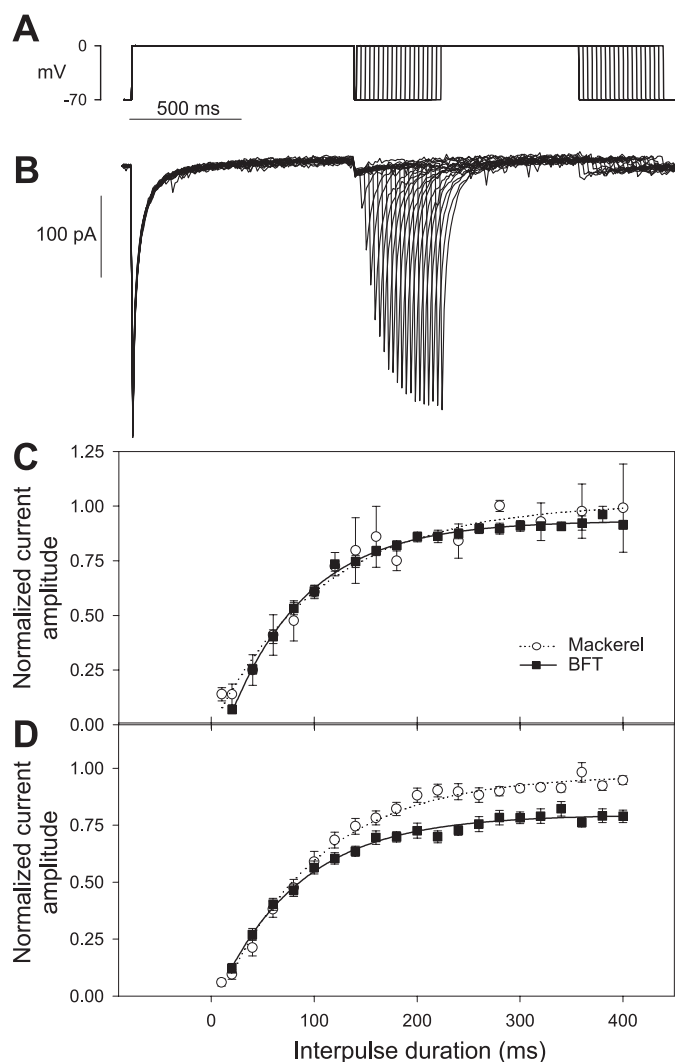 A
0
mV
-70
500 ms
B
100 pA
C
1.25
1.00
0.75
0.50
0.25
0.00
Normalized current
amplitude
Mackerel
BFT
D
1.00
0.75
0.50
0.25
0.00
Normalized current
amplitude
0 100 200 300 400
Interpulse duration (ms)